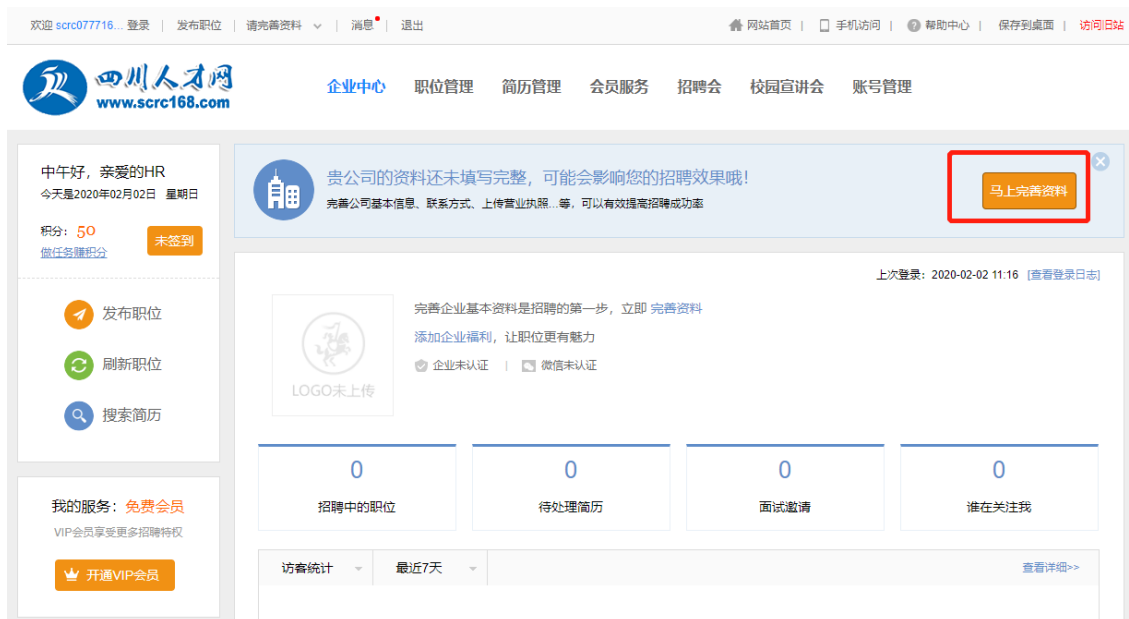 欢迎 scrc077716... 登录 | 发布职位 | 请完善资料 | 消息 | 退出
网站首页 | 手机访问 | 帮助中心 | 保存到桌面 | 访问旧站
四川人才网
www.scrc168.com
企业中心 职位管理 简历管理 会员服务 招聘会 校园宣讲会 账号管理
中午好，亲爱的HR
今天是2020年02月02日 星期日
积分：50
做任务赚积分
未签到
发布职位
刷新职位
搜索简历
我的服务：免费会员
VIP会员享受更多招聘特权
开通VIP会员
贵公司的资料还未填写完整，可能会影响您的招聘效果哦！
完善公司基本信息、联系方式、上传营业执照...等，可以有效提高招聘成功率
马上完善资料
上次登录：2020-02-02 11:16 [查看登录日志]
LOGO未上传
完善企业基本资料是招聘的第一步，立即 完善资料
添加企业福利，让职位更有魅力
企业未认证 | 微信未认证
0
招聘中的职位
0
待处理简历
0
面试邀请
0
谁在关注我
访客统计 最近7天 查看详细>>